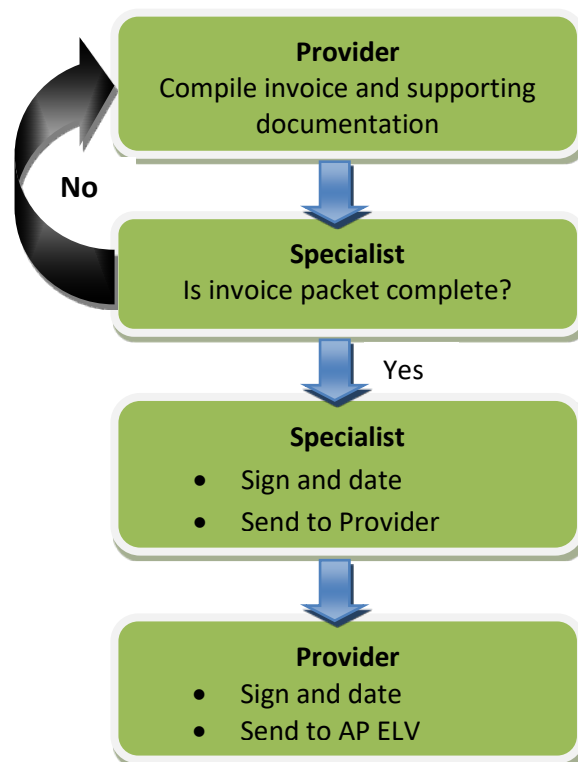 Provider
Compile invoice and supporting
documentation
No
Specialist
Is invoice packet complete?
Yes
Specialist
• Sign and date
• Send to Provider
Provider
• Sign and date
• Send to AP ELV